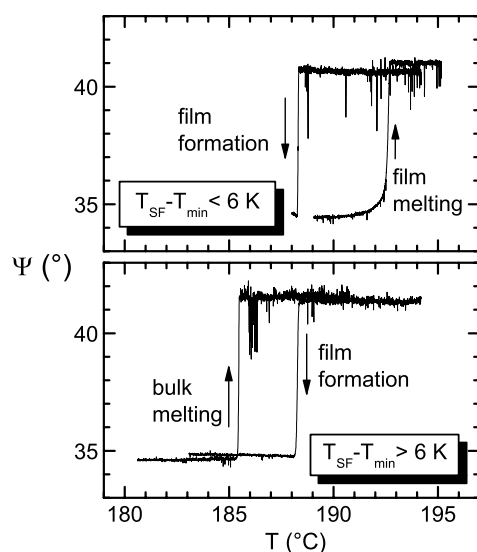 40
35
film
formation
film
melting
T_SF-T_min < 6 K
Ψ (°)
40
35
bulk
melting
film
formation
T_SF-T_min > 6 K
180 185 190 195
T (°C)